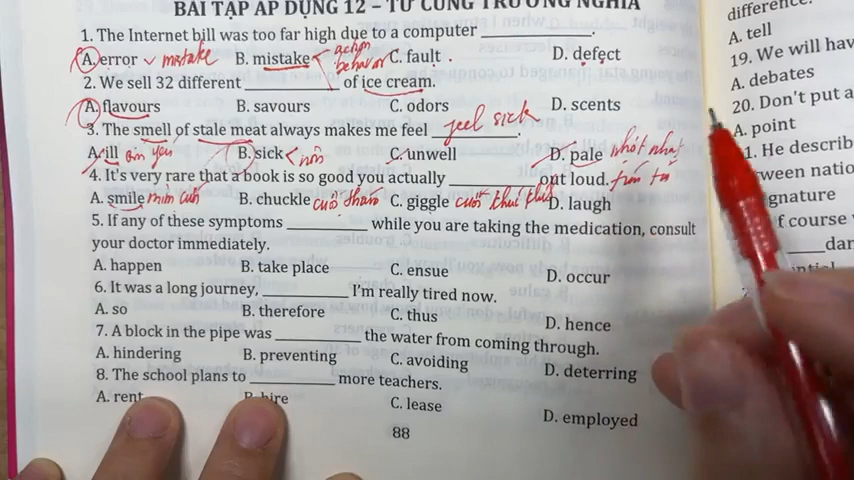 BÀI TẬP ÁP DỤNG 12 – TỪ CÙNG TRƯỜNG NGHĨA
1. The Internet bill was too far high due to a computer ____________.
A. error mistake B. mistake action behavior C. fault D. defect
2. We sell 32 different ____________ of ice cream.
A. flavours B. savours C. odors D. scents
3. The smell of stale meat always makes me feel ____________. feel sick
A. ill ốm yếu B. sick nôn C. unwell D. pale nhợt nhạt
4. It's very rare that a book is so good you actually ____________ out loud.
A. smile mỉm cười B. chuckle cười thầm C. giggle cười D. laugh
5. If any of these symptoms ____________ while you are taking the medication, consult
your doctor immediately.
A. happen B. take place C. ensue D. occur
6. It was a long journey, ____________ I'm really tired now.
A. so B. therefore C. thus D. hence
7. A block in the pipe was ____________ the water from coming through.
A. hindering B. preventing C. avoiding D. deterring
8. The school plans to ____________ more teachers.
A. rent B. hire C. lease D. employed
88
difference.
A. tell
19. We will hav
A. debates
20. Don't put a
A. point
1. He describ
ween natio
gnature
f course
____dar